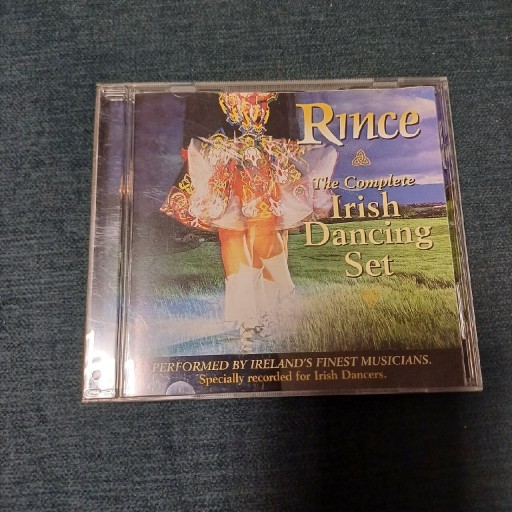 Rince
The Complete
Irish
Dancing
Set
PERFORMED BY IRELAND'S FINEST MUSICIANS.
Specially recorded for Irish Dancers.